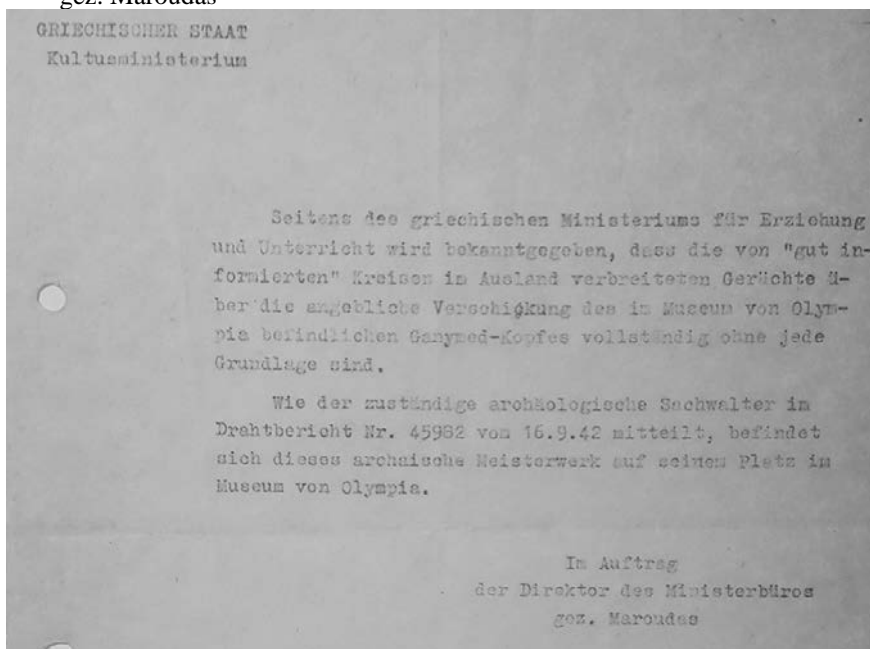 gez. Maroudas
GRIECHISCHER STAAT
Kultusministerium
Seitens des griechischen Ministeriums für Erziehung
und Unterricht wird bekanntgegeben, dass die von "gut in-
formierten" Kreisen im Ausland verbreiteten Gerüchte ü-
ber die angebliche Verschickung des im Museum von Olym-
pia befindlichen Ganymed-Kopfes vollständig ohne jede
Grundlage sind.
Wie der zuständige archäologische Sachwalter im
Drahtbericht Nr. 45982 vom 16.9.42 mitteilt, befindet
sich dieses archaische Meisterwerk auf seinem Platz im
Museum von Olympia.
Im Auftrag
der Direktor des Ministerbüros
gez. Maroudas